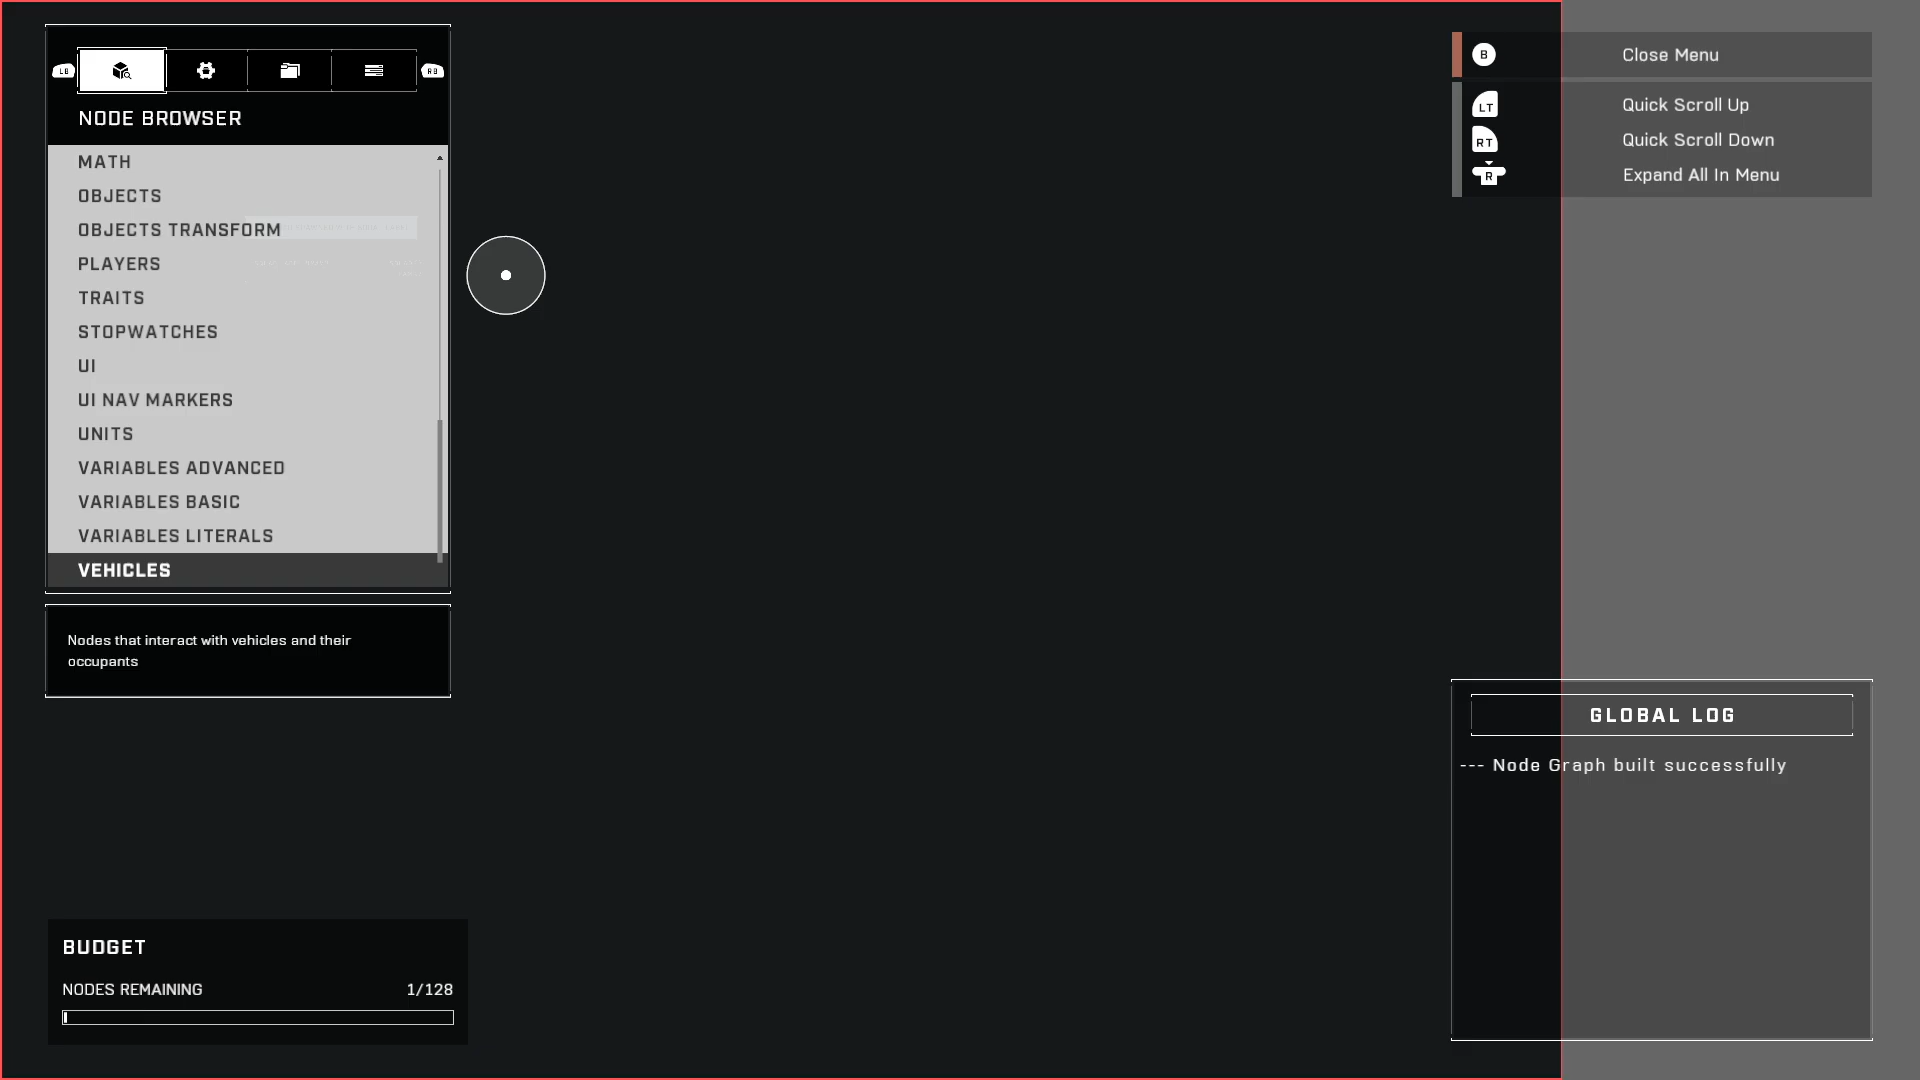 LB
RB
NODE BROWSER
MATH
OBJECTS
OBJECTS TRANSFORM
PLAYERS
TRAITS
STOPWATCHES
UI
UI NAV MARKERS
UNITS
VARIABLES ADVANCED
VARIABLES BASIC
VARIABLES LITERALS
VEHICLES
Nodes that interact with vehicles and their
occupants
BUDGET
NODES REMAINING 1/128
B Close Menu
LT Quick Scroll Up
RT Quick Scroll Down
R Expand All In Menu
GLOBAL LOG
--- Node Graph built successfully